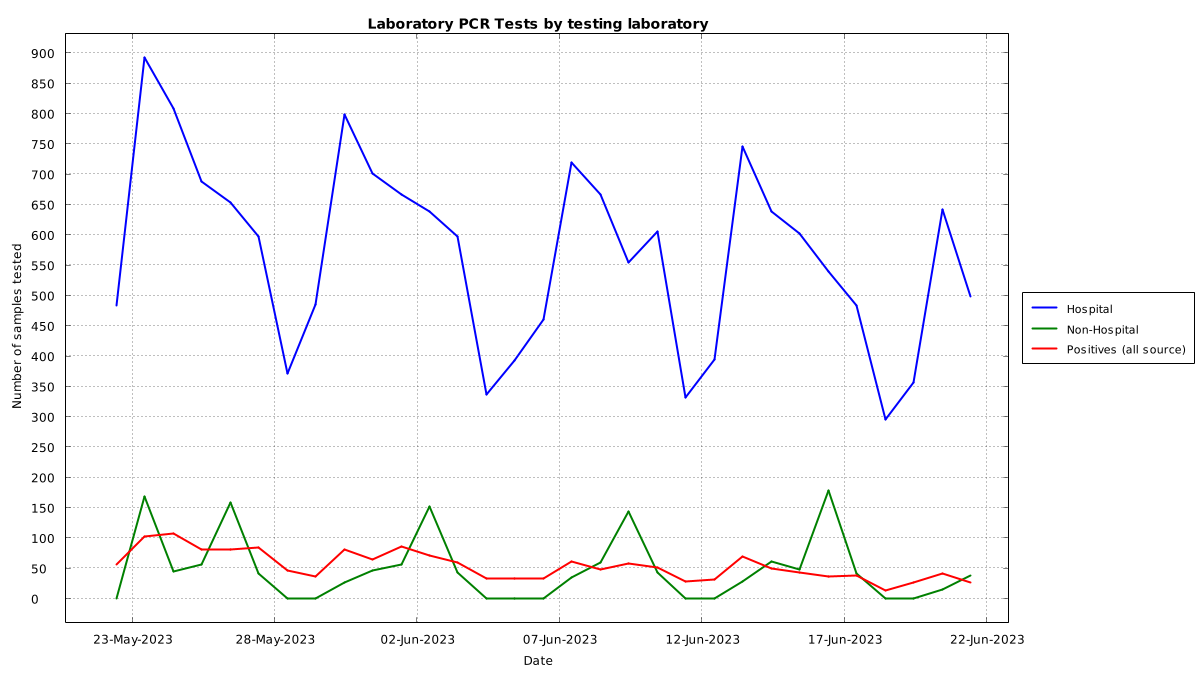 Laboratory PCR Tests by testing laboratory
Number of samples tested
900
850
800
750
700
650
600
550
500
450
400
350
300
250
200
150
100
50
0
23-May-2023 28-May-2023 02-Jun-2023 07-Jun-2023 12-Jun-2023 17-Jun-2023 22-Jun-2023
Date
Hospital
Non-Hospital
Positives (all source)